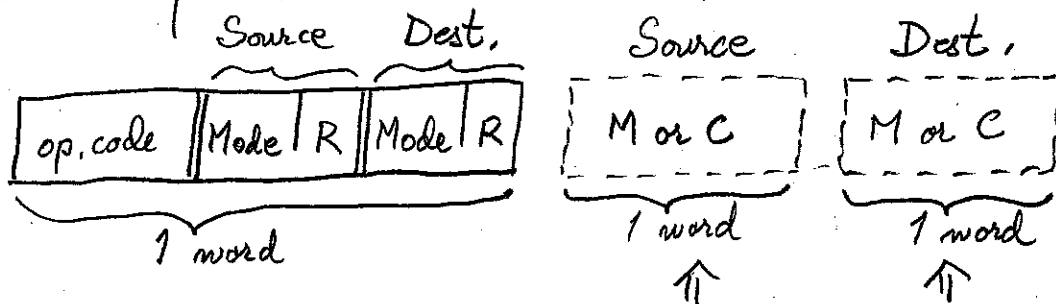 Source Dest. Source Dest.
op. code Mode R Mode R M or C M or C
1 word 1 word 1 word